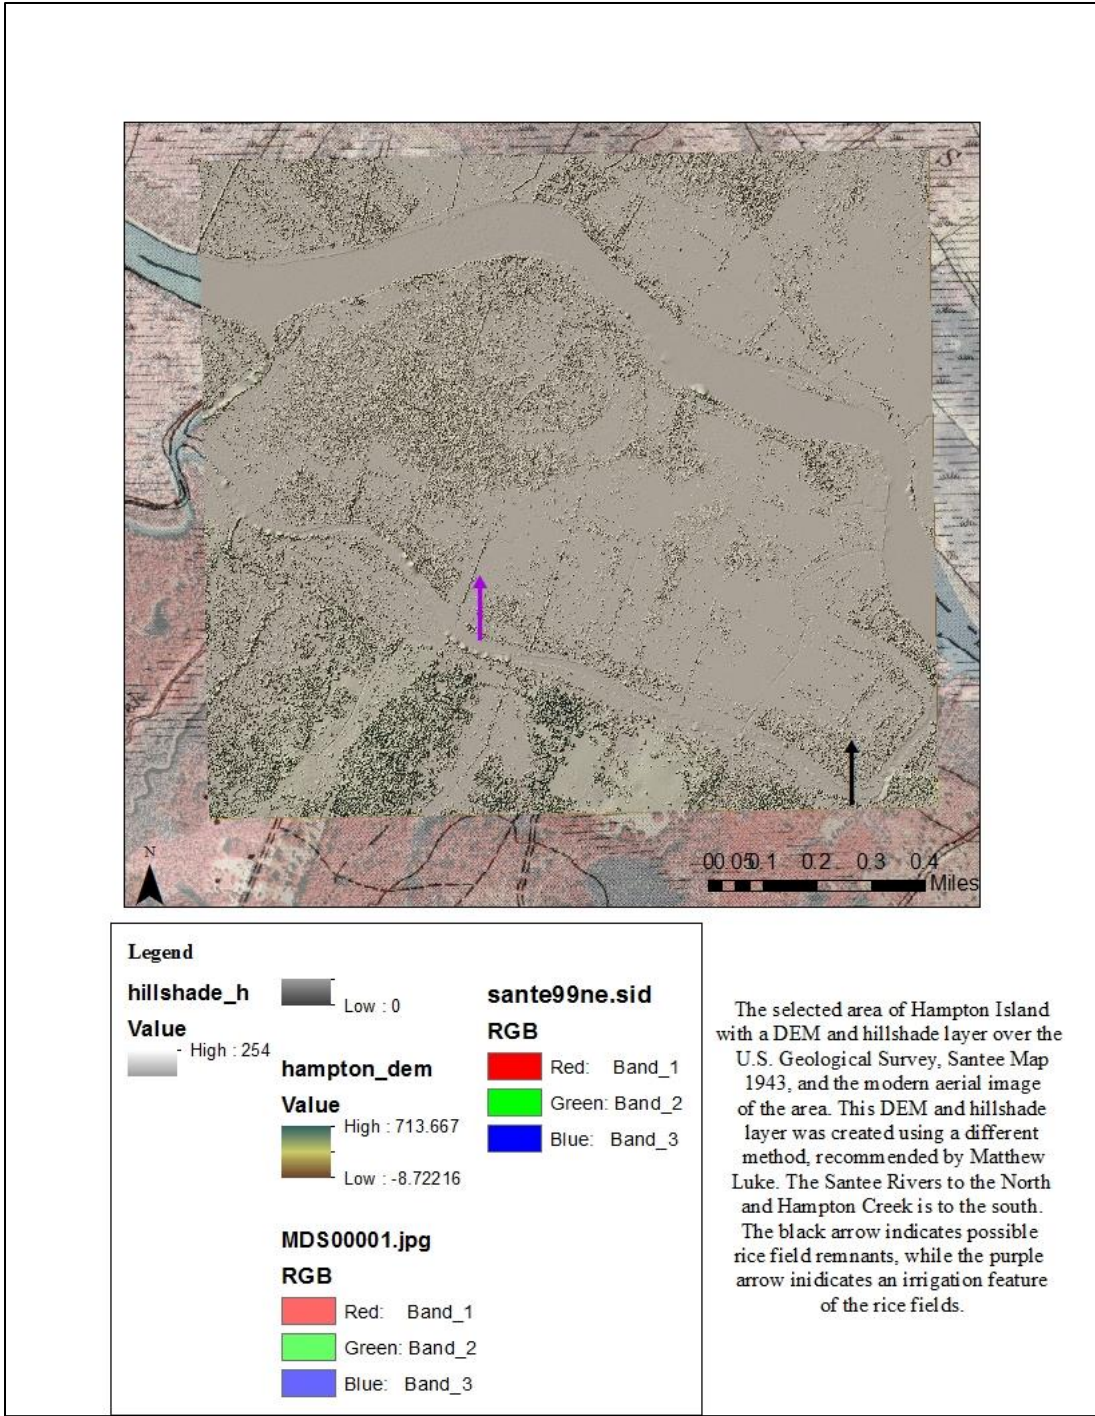 S
N
0 0.05 0.1 0.2 0.3 0.4
Miles
Legend
hillshade_h
Value
High : 254
Low : 0
hampton_dem
Value
High : 713.667
Low : -8.72216
MDS00001.jpg
RGB
Red: Band_1
Green: Band_2
Blue: Band_3
sante99ne.sid
RGB
Red: Band_1
Green: Band_2
Blue: Band_3
The selected area of Hampton Island
with a DEM and hillshade layer over the
U.S. Geological Survey, Santee Map
1943, and the modern aerial image
of the area. This DEM and hillshade
layer was created using a different
method, recommended by Matthew
Luke. The Santee Rivers to the North
and Hampton Creek is to the south.
The black arrow indicates possible
rice field remnants, while the purple
arrow inidicates an irrigation feature
of the rice fields.